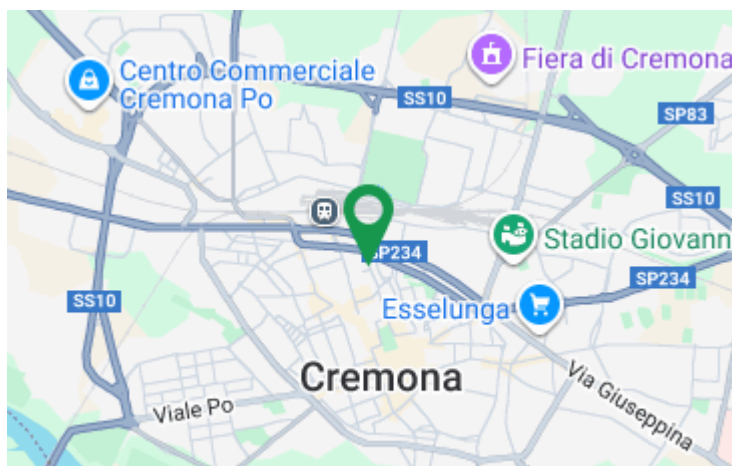 Centro Commerciale
Cremona Po
Fiera di Cremona
SS10
SP83
SS10
SP234
Stadio Giovann
SP234
SS10
Esselunga
Cremona
Viale Po
Via Giuseppina